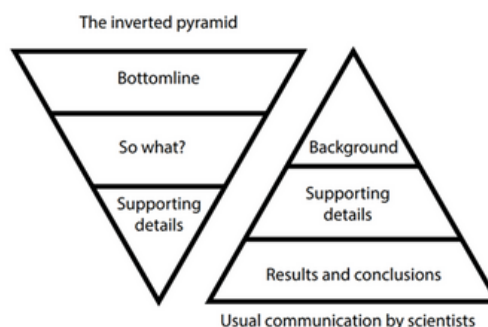 The inverted pyramid
Bottomline
So what?
Supporting
details
Background
Supporting
details
Results and conclusions
Usual communication by scientists